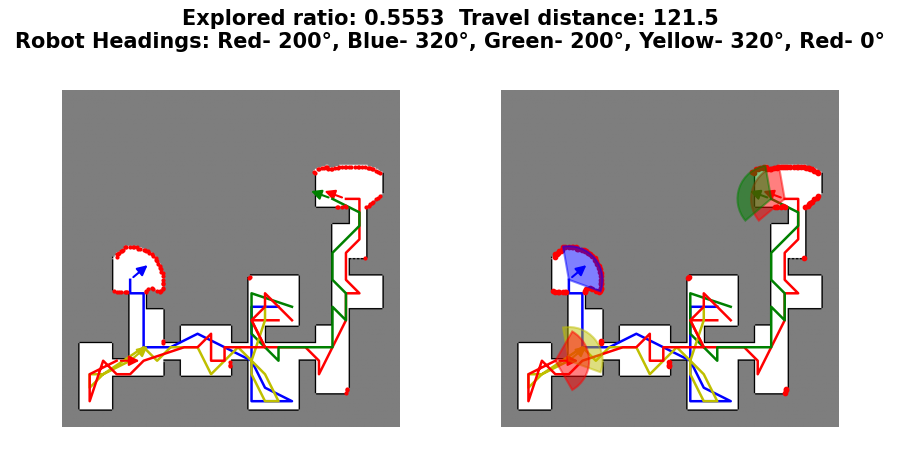 Explored ratio: 0.5553  Travel distance: 121.5
Robot Headings: Red- 200°, Blue- 320°, Green- 200°, Yellow- 320°, Red- 0°